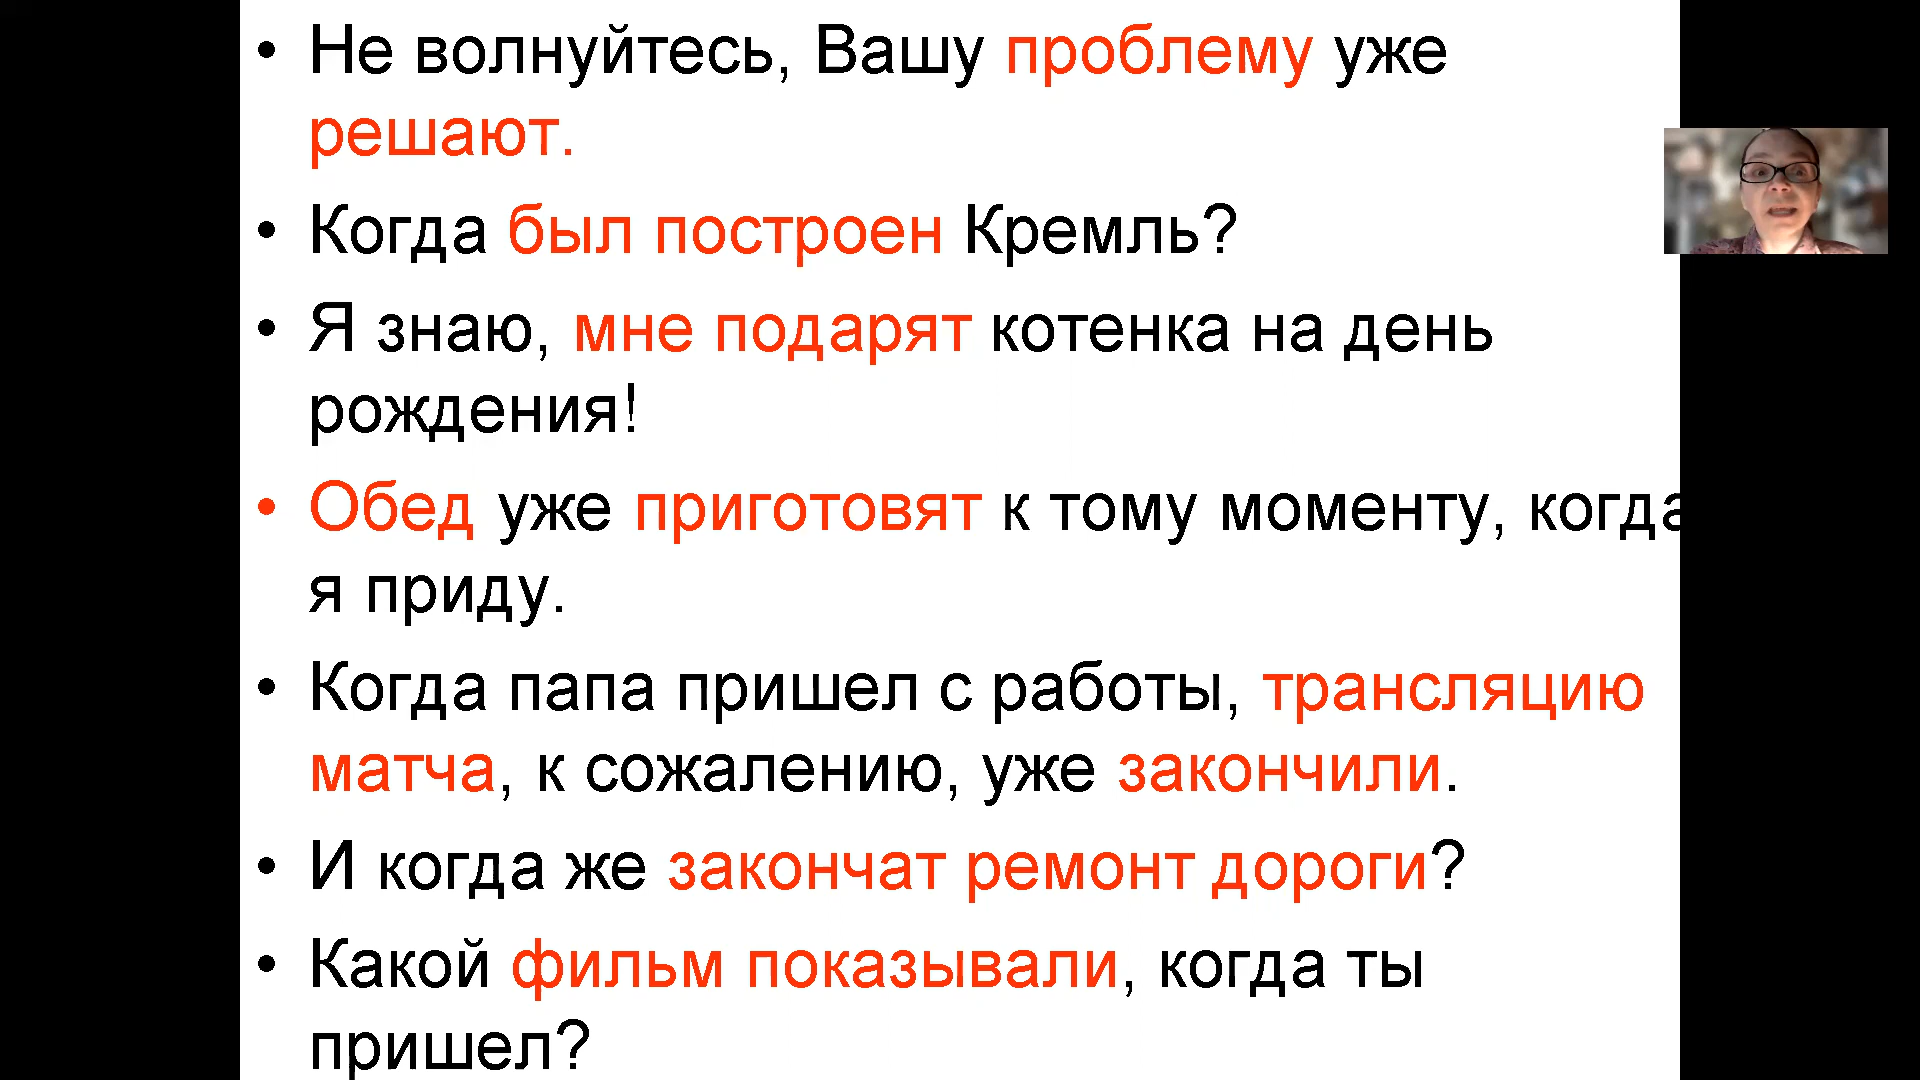 • Не волнуйтесь, Вашу проблему уже
решают.
• Когда был построен Кремль?
• Я знаю, мне подарят котенка на день
рождения!
• Обед уже приготовят к тому моменту, когда
я приду.
• Когда папа пришел с работы, трансляцию
матча, к сожалению, уже закончили.
• И когда же закончат ремонт дороги?
• Какой фильм показывали, когда ты
пришел?